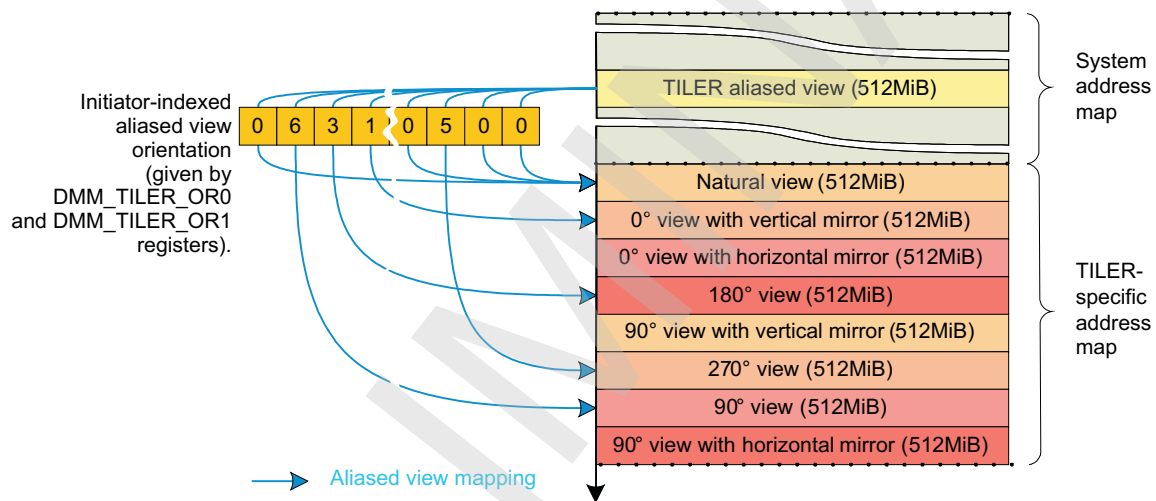 TILER aliased view (512MiB)
System
address
map
Initiator-indexed
aliased view
orientation
(given by
DMM_TILER_OR0
and DMM_TILER_OR1
registers).
0 6 3 1 0 5 0 0
Natural view (512MiB)
0° view with vertical mirror (512MiB)
0° view with horizontal mirror (512MiB)
180° view (512MiB)
90° view with vertical mirror (512MiB)
270° view (512MiB)
90° view (512MiB)
90° view with horizontal mirror (512MiB)
TILER-
specific
address
map
Aliased view mapping